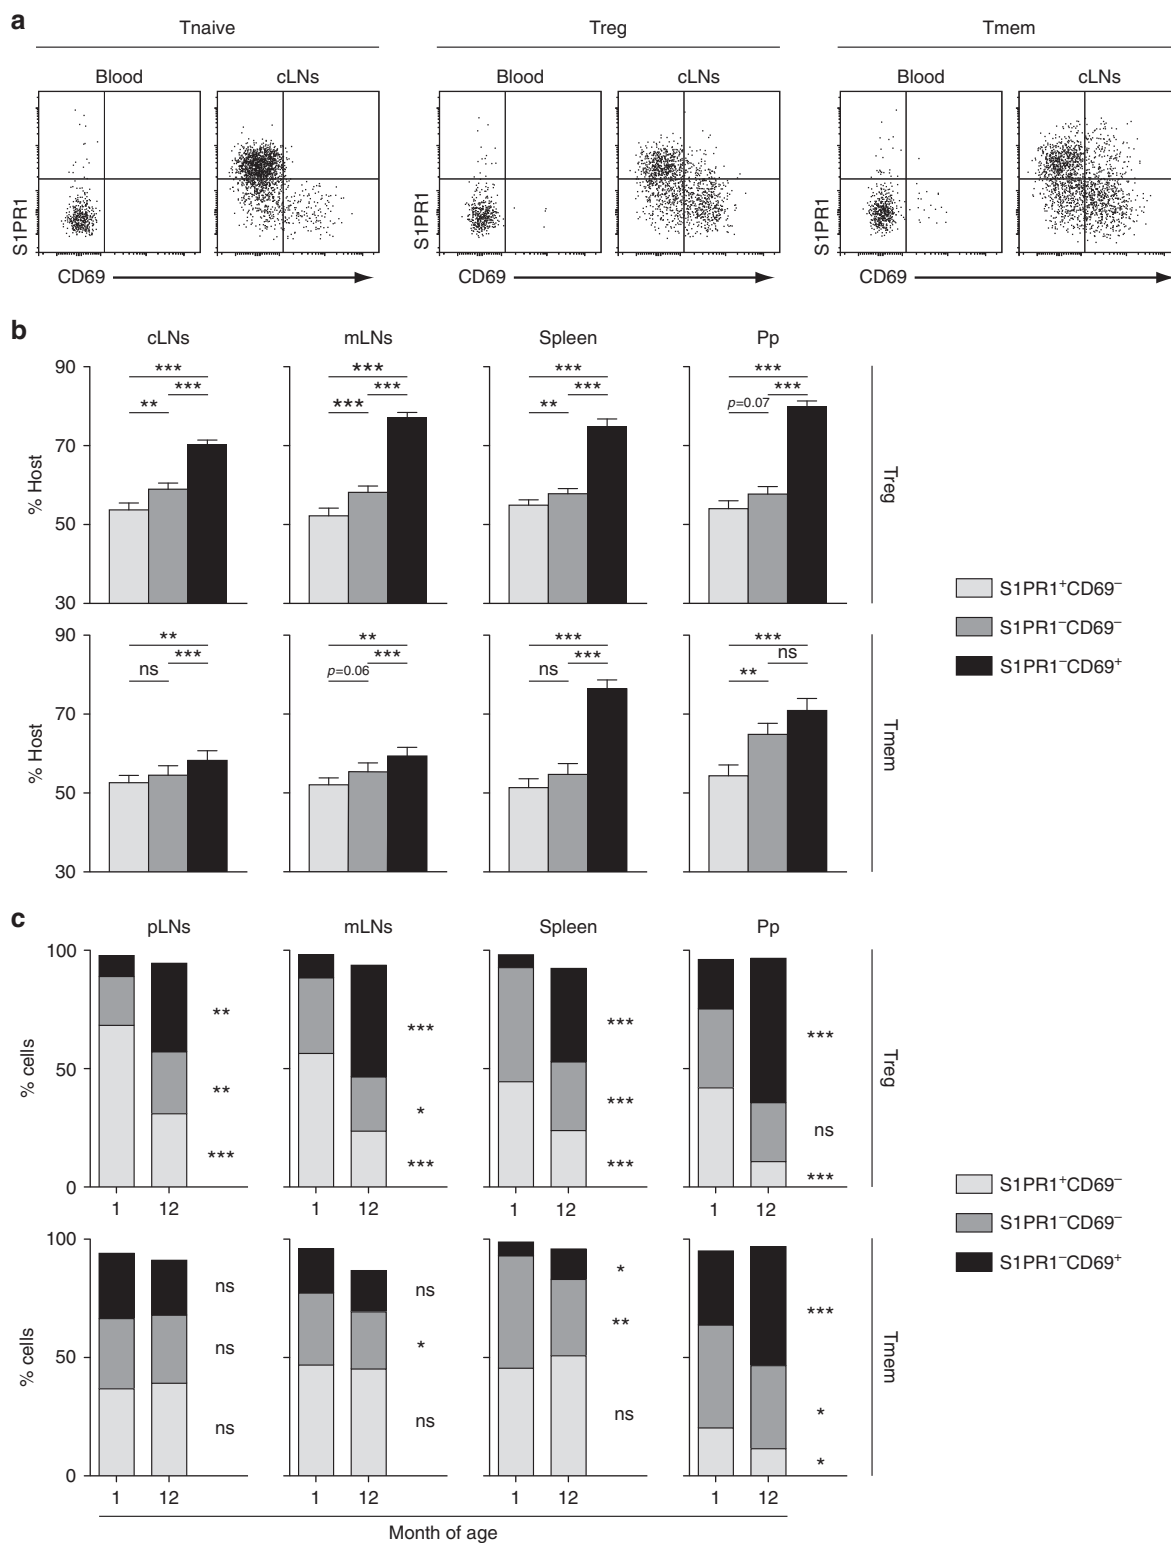 a
Tnaive Treg Tmem
Blood cLNs Blood cLNs Blood cLNs
S1PR1 S1PR1 S1PR1
CD69 CD69 CD69
b
cLNs mLNs Spleen Pp
90
70
50
30
% Host
*** *** *** ***
*** *** *** ***
** *** ** p=0.07
Treg
S1PR1⁺CD69⁻
S1PR1⁻CD69⁻
S1PR1⁻CD69⁺
90
70
50
30
% Host
** ** *** ***
*** *** *** ns
ns p=0.06 ns **
Tmem
c
pLNs mLNs Spleen Pp
100
50
0
% cells
** *** *** ***
** * *** ns
*** *** *** ***
1 12 1 12 1 12 1 12
Treg
S1PR1⁺CD69⁻
S1PR1⁻CD69⁻
S1PR1⁻CD69⁺
100
50
0
% cells
ns ns * ***
ns * ** *
ns ns ns *
1 12 1 12 1 12 1 12
Tmem
Month of age